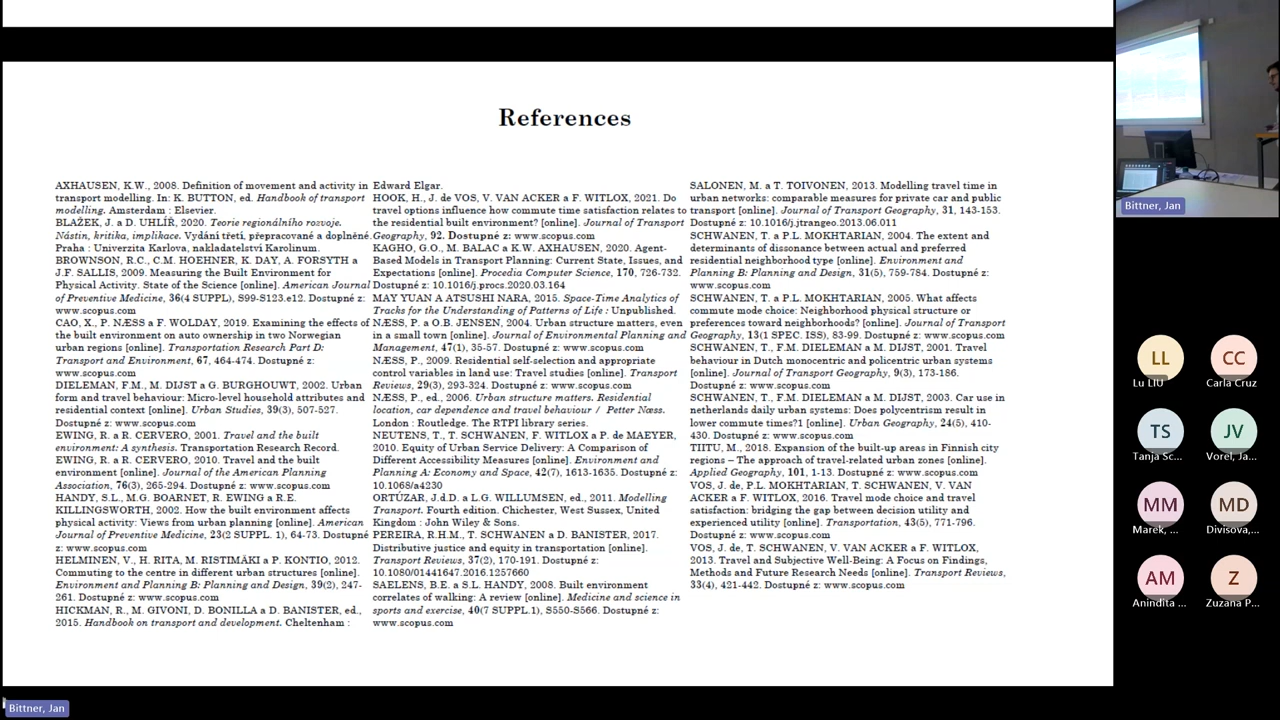 References
AXHAUSEN, K.W., 2008. Definition of movement and activity in
transport modelling. In: K. BUTTON, ed. Handbook of transport
modelling. Amsterdam : Elsevier.
BLAŽEK, J. a D. UHLÍŘ, 2020. Teorie regionálního rozvoje.
Nástin, kritika, implikace. Vydání třetí, přepracované a doplněné.
Praha : Univerzita Karlova, nakladatelství Karolinum.
BROWNSON, R.C., C.M. HOEHNER, K. DAY, A. FORSYTH a
J.F. SALLIS, 2009. Measuring the Built Environment for
Physical Activity. State of the Science [online]. American Journal
of Preventive Medicine, 36(4 SUPPL), S99-S123.e12. Dostupné z:
www.scopus.com
CAO, X., P. NÆSS a F. WOLDAY, 2019. Examining the effects of
the built environment on auto ownership in two Norwegian
urban regions [online]. Transportation Research Part D:
Transport and Environment, 67, 464-474. Dostupné z:
www.scopus.com
DIELEMAN, F.M., M. DIJST a G. BURGHOUWT, 2002. Urban
form and travel behaviour: Micro-level household attributes and
residential context [online]. Urban Studies, 39(3), 507-527.
Dostupné z: www.scopus.com
EWING, R. a R. CERVERO, 2001. Travel and the built
environment: A synthesis. Transportation Research Record.
EWING, R. a R. CERVERO, 2010. Travel and the built
environment [online]. Journal of the American Planning
Association, 76(3), 265-294. Dostupné z: www.scopus.com
HANDY, S.L., M.G. BOARNET, R. EWING a R.E.
KILLINGSWORTH, 2002. How the built environment affects
physical activity: Views from urban planning [online]. American
Journal of Preventive Medicine, 23(2 SUPPL. 1), 64-73. Dostupné
z: www.scopus.com
HELMINEN, V., H. RITA, M. RISTIMÄKI a P. KONTIO, 2012.
Commuting to the centre in different urban structures [online].
Environment and Planning B: Planning and Design, 39(2), 247-
261. Dostupné z: www.scopus.com
HICKMAN, R., M. GIVONI, D. BONILLA a D. BANISTER, ed.,
2015. Handbook on transport and development. Cheltenham :
Edward Elgar.
HOOK, H., J. de VOS, V. VAN ACKER a F. WITLOX, 2021. Do
travel options influence how commute time satisfaction relates to
the residential built environment? [online]. Journal of Transport
Geography, 92. Dostupné z: www.scopus.com
KAGHO, G.O., M. BALAC a K.W. AXHAUSEN, 2020. Agent-
Based Models in Transport Planning: Current State, Issues, and
Expectations [online]. Procedia Computer Science, 170, 726-732.
Dostupné z: 10.1016/j.procs.2020.03.164
MAY YUAN A ATSUSHI NARA, 2015. Space-Time Analytics of
Tracks for the Understanding of Patterns of Life : Unpublished.
NÆSS, P. a O.B. JENSEN, 2004. Urban structure matters, even
in a small town [online]. Journal of Environmental Planning and
Management, 47(1), 35-57. Dostupné z: www.scopus.com
NÆSS, P., 2009. Residential self-selection and appropriate
control variables in land use: Travel studies [online]. Transport
Reviews, 29(3), 293-324. Dostupné z: www.scopus.com
NÆSS, P., ed., 2006. Urban structure matters. Residential
location, car dependence and travel behaviour / Petter Næss.
London : Routledge. The RTPI library series.
NEUTENS, T., T. SCHWANEN, F. WITLOX a P. de MAEYER,
2010. Equity of Urban Service Delivery: A Comparison of
Different Accessibility Measures [online]. Environment and
Planning A: Economy and Space, 42(7), 1613-1635. Dostupné z:
10.1068/a4230
ORTÚZAR, J.d.D. a L.G. WILLUMSEN, ed., 2011. Modelling
Transport. Fourth edition. Chichester, West Sussex, United
Kingdom : John Wiley & Sons.
PEREIRA, R.H.M., T. SCHWANEN a D. BANISTER, 2017.
Distributive justice and equity in transportation [online].
Transport Reviews, 37(2), 170-191. Dostupné z:
10.1080/01441647.2016.1257660
SAELENS, B.E. a S.L. HANDY, 2008. Built environment
correlates of walking: A review [online]. Medicine and science in
sports and exercise, 40(7 SUPPL.1), S550-S566. Dostupné z:
www.scopus.com
SALONEN, M. a T. TOIVONEN, 2013. Modelling travel time in
urban networks: comparable measures for private car and public
transport [online]. Journal of Transport Geography, 31, 143-153.
Dostupné z: 10.1016/j.jtrangeo.2013.06.011
SCHWANEN, T. a P.L. MOKHTARIAN, 2004. The extent and
determinants of dissonance between actual and preferred
residential neighborhood type [online]. Environment and
Planning B: Planning and Design, 31(5), 759-784. Dostupné z:
www.scopus.com
SCHWANEN, T. a P.L. MOKHTARIAN, 2005. What affects
commute mode choice: Neighborhood physical structure or
preferences toward neighborhoods? [online]. Journal of Transport
Geography, 13(1 SPEC. ISS), 83-99. Dostupné z: www.scopus.com
SCHWANEN, T., F.M. DIELEMAN a M. DIJST, 2001. Travel
behaviour in Dutch monocentric and policentric urban systems
[online]. Journal of Transport Geography, 9(3), 173-186.
Dostupné z: www.scopus.com
SCHWANEN, T., F.M. DIELEMAN a M. DIJST, 2003. Car use in
netherlands daily urban systems: Does polycentrism result in
lower commute times?1 [online]. Urban Geography, 24(5), 410-
430. Dostupné z: www.scopus.com
TIITU, M., 2018. Expansion of the built-up areas in Finnish city
regions – The approach of travel-related urban zones [online].
Applied Geography, 101, 1-13. Dostupné z: www.scopus.com
VOS, J. de, P.L. MOKHTARIAN, T. SCHWANEN, V. VAN
ACKER a F. WITLOX, 2016. Travel mode choice and travel
satisfaction: bridging the gap between decision utility and
experienced utility [online]. Transportation, 43(5), 771-796.
Dostupné z: www.scopus.com
VOS, J. de, T. SCHWANEN, V. VAN ACKER a F. WITLOX,
2013. Travel and Subjective Well-Being: A Focus on Findings,
Methods and Future Research Needs [online]. Transport Reviews,
33(4), 421-442. Dostupné z: www.scopus.com
Bittner, Jan
LL
CC
Lu LIU
Carla Cruz
TS
JV
Tanja Sc...
Vorel, Ja...
MM
MD
Marek, ...
Divisova,...
AM
Z
Anindita ...
Zuzana P...
Bittner, Jan